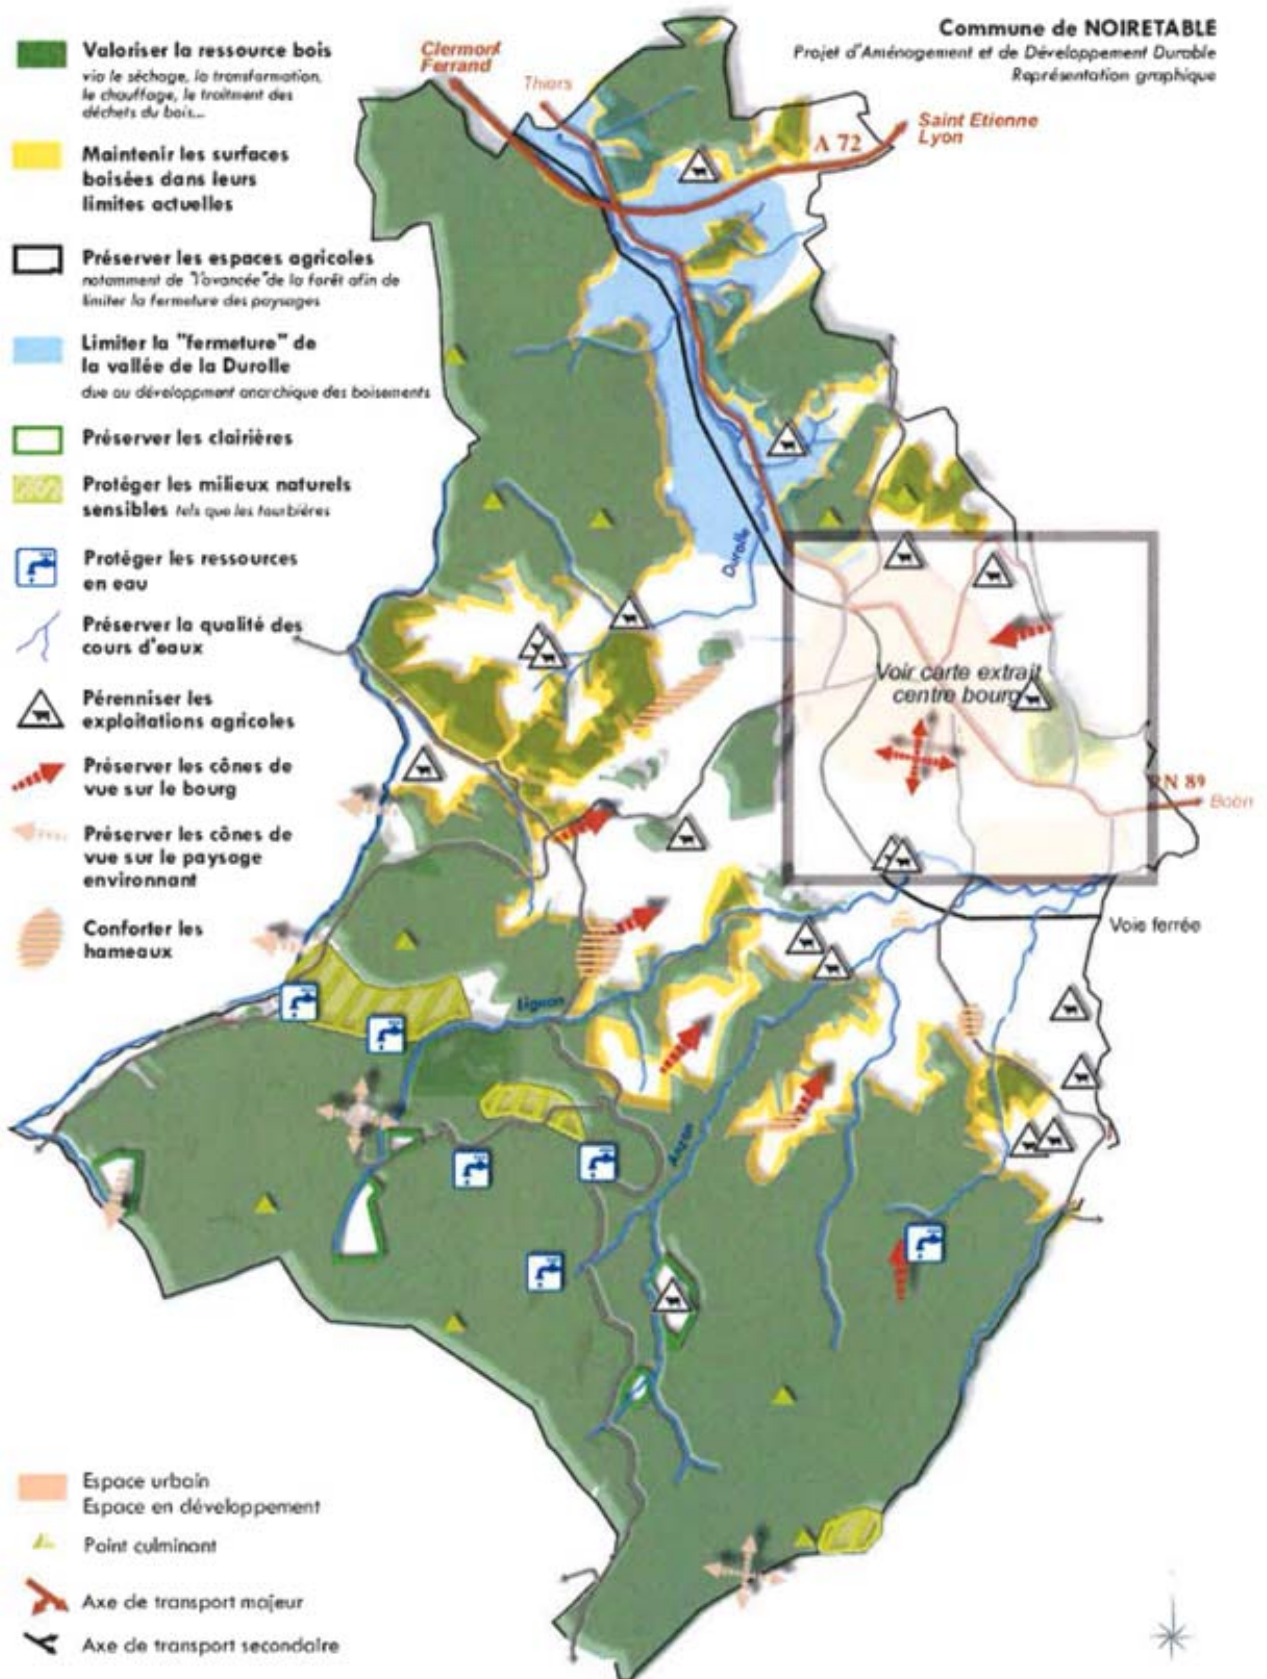 Commune de NOIRETABLE
Projet d'Aménagement et de Développement Durable
Représentation graphique
Valoriser la ressource bois
via le séchage, la transformation,
le chauffage, le traitment des
déchets du bois...
Maintenir les surfaces
boisées dans leurs
limites actuelles
Préserver les espaces agricoles
notamment de "l'avancée" de la forêt afin de
limiter la fermeture des paysages
Limiter la "fermeture" de
la vallée de la Durolle
due au développment anarchique des boisements
Préserver les clairières
Protéger les milieux naturels
sensibles tels que les tourbières
Protéger les ressources
en eau
Préserver la qualité des
cours d'eaux
Pérenniser les
exploitations agricoles
Préserver les cônes de
vue sur le bourg
Préserver les cônes de
vue sur le paysage
environnant
Conforter les
hameaux
Espace urbain
Espace en développement
Point culminant
Axe de transport majeur
Axe de transport secondaire
Clermont
Ferrand
Thiers
A 72
Saint Etienne
Lyon
Durolle
Voir carte extrait
centre bourg
RN 89
Boën
Voie ferrée
Lignon
Anzon